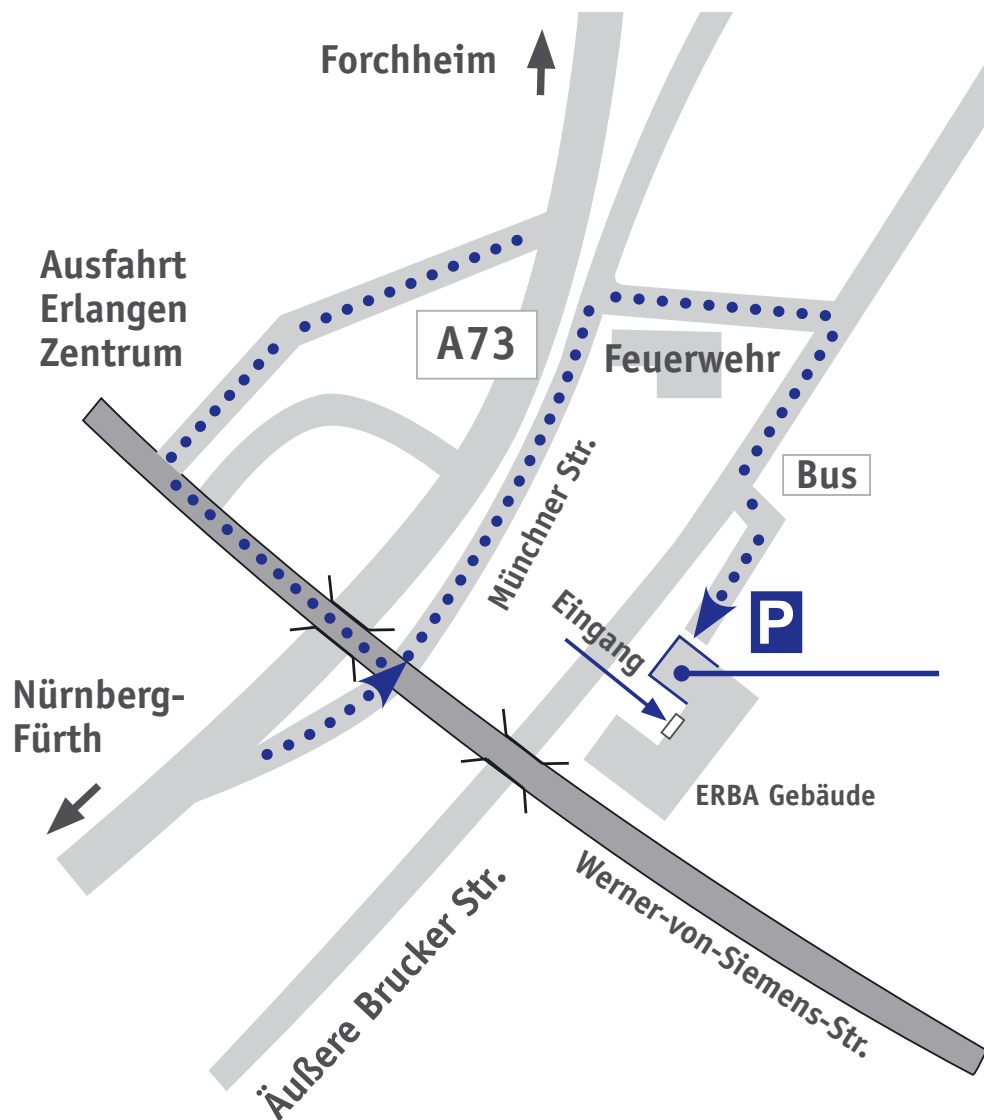 Forchheim
Ausfahrt
Erlangen
Zentrum
A73
Feuerwehr
Bus
Münchner Str.
Eingang
P
Nürnberg-
Fürth
ERBA Gebäude
Werner-von-Siemens-Str.
Äußere Brucker Str.